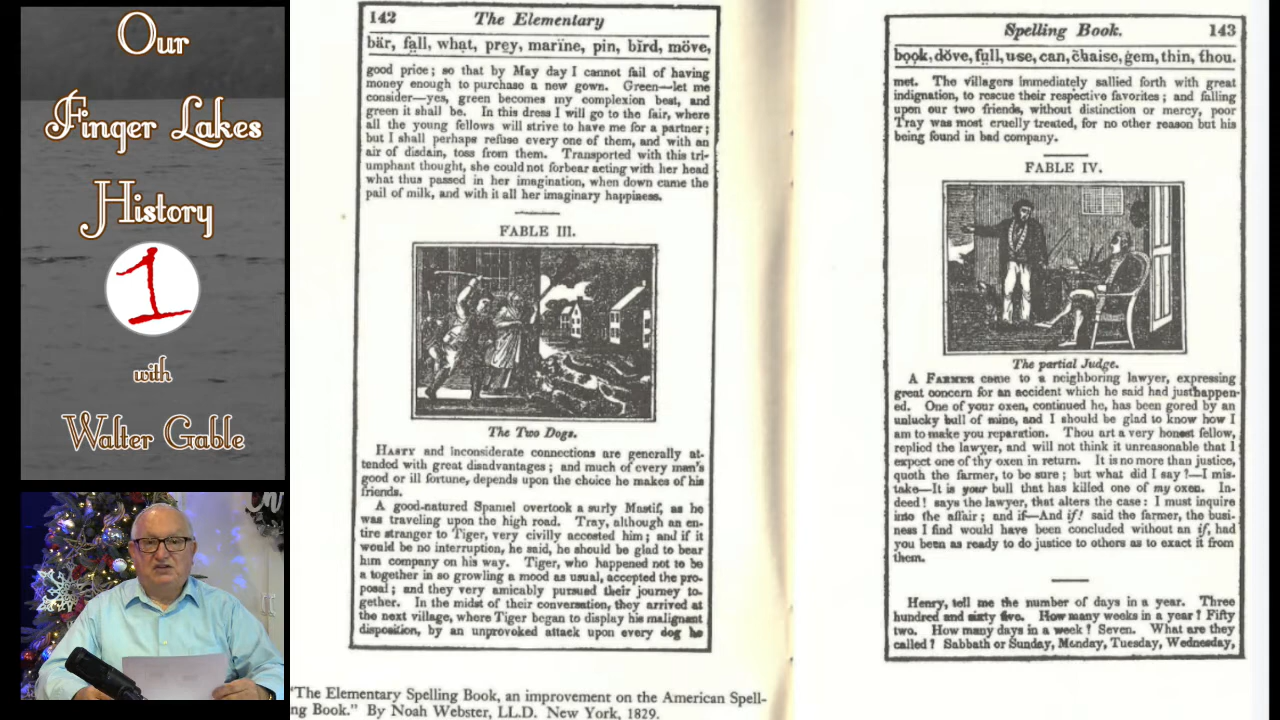 Our
Finger Lakes
History
1
with
Walter Gable
142 The Elementary
bär, fạll, whạt, prẹy, marïne, pin, bĩrd, möve,
good price; so that by May day I cannot fail of having
money enough to purchase a new gown. Green—let me
consider—yes, green becomes my complexion best, and
green it shall be. In this dress I will go to the fair, where
all the young fellows will strive to have me for a partner;
but I shall perhaps refuse every one of them, and with an
air of disdain, toss from them. Transported with this tri-
umphant thought, she could not forbear acting with her head
what thus passed in her imagination, when down came the
pail of milk, and with it all her imaginary happiness.
FABLE III.
The Two Dogs.
HASTY and inconsiderate connections are generally at-
tended with great disadvantages; and much of every man's
good or ill fortune, depends upon the choice he makes of his
friends.
A good-natured Spaniel overtook a surly Mastif, as he
was traveling upon the high road. Tray, although an en-
tire stranger to Tiger, very civilly accosted him; and if it
would be no interruption, he said, he should be glad to bear
him company on his way. Tiger, who happened not to be
a together in so growling a mood as usual, accepted the pro-
posal; and they very amicably pursued their journey to-
gether. In the midst of their conversation, they arrived at
the next village, where Tiger began to display his malignant
disposition, by an unprovoked attack upon every dog he
"The Elementary Spelling Book, an improvement on the American Spell-
ng Book." By Noah Webster, LL.D. New York, 1829.
Spelling Book. 143
bo͝ok, döve, fụll, use, can, c̃haise, ġem, thin, thou.
met. The villagers immediately sallied forth with great
indignation, to rescue their respective favorites; and falling
upon our two friends, without distinction or mercy, poor
Tray was most cruelly treated, for no other reason but his
being found in bad company.
FABLE IV.
The partial Judge.
A FARMER came to a neighboring lawyer, expressing
great concern for an accident which he said had just happen-
ed. One of your oxen, continued he, has been gored by an
unlucky bull of mine, and I should be glad to know how I
am to make you reparation. Thou art a very honest fellow,
replied the lawyer, and will not think it unreasonable that I
expect one of thy oxen in return. It is no more than justice,
quoth the farmer, to be sure; but what did I say?—I mis-
take—It is your bull that has killed one of my oxen. In-
deed! says the lawyer, that alters the case: I must inquire
into the affair; and if—And if! said the farmer, the busi-
ness I find would have been concluded without an if, had
you been as ready to do justice to others as to exact it from
them.
Henry, tell me the number of days in a year. Three
hundred and sixty five. How many weeks in a year? Fifty
two. How many days in a week? Seven. What are they
called? Sabbath or Sunday, Monday, Tuesday, Wednesday,